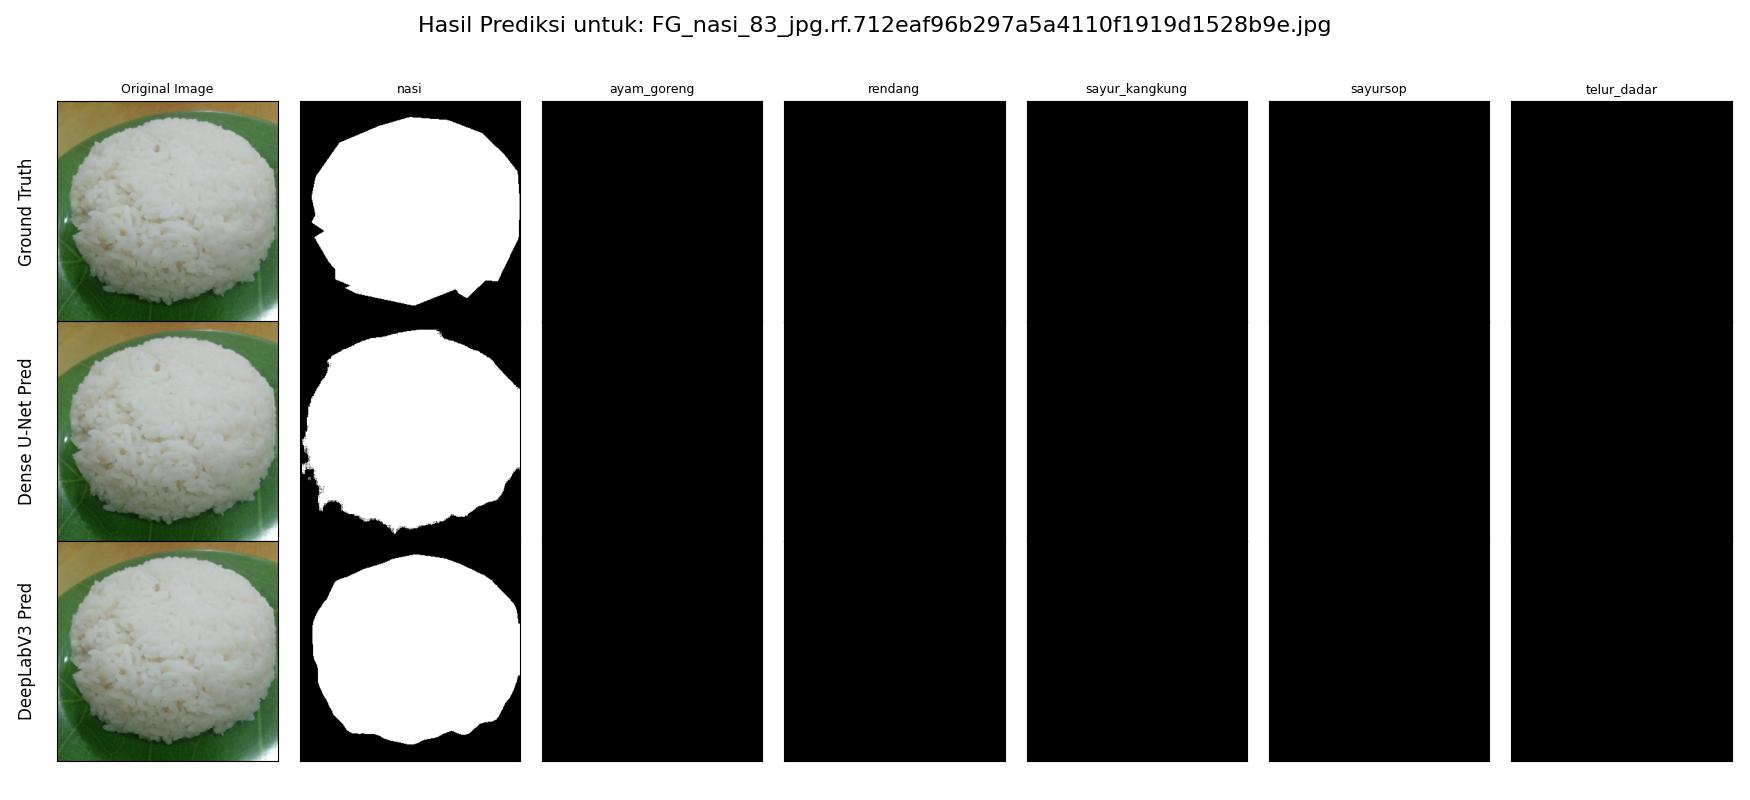 Hasil Prediksi untuk: FG_nasi_83_jpg.rf.712eaf96b297a5a4110f1919d1528b9e.jpg
Original Image
nasi
ayam_goreng
rendang
sayur_kangkung
sayursop
telur_dadar
Ground Truth
Dense U-Net Pred
DeepLabV3 Pred